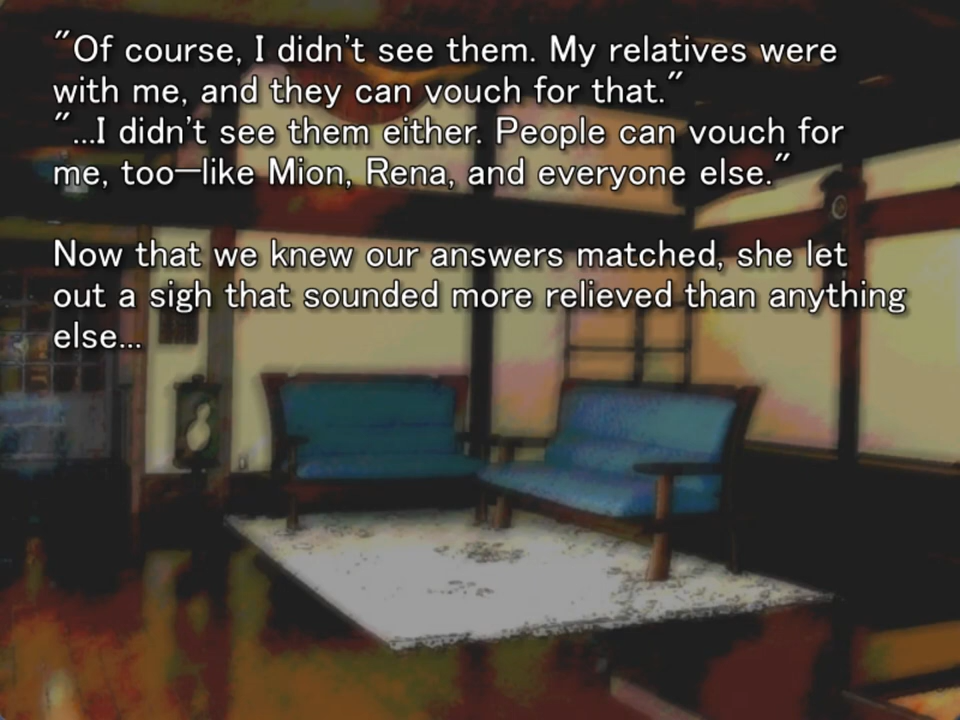 "Of course, I didn't see them. My relatives were
with me, and they can vouch for that."
"...I didn't see them either. People can vouch for
me, too—like Mion, Rena, and everyone else."
Now that we knew our answers matched, she let
out a sigh that sounded more relieved than anything
else...